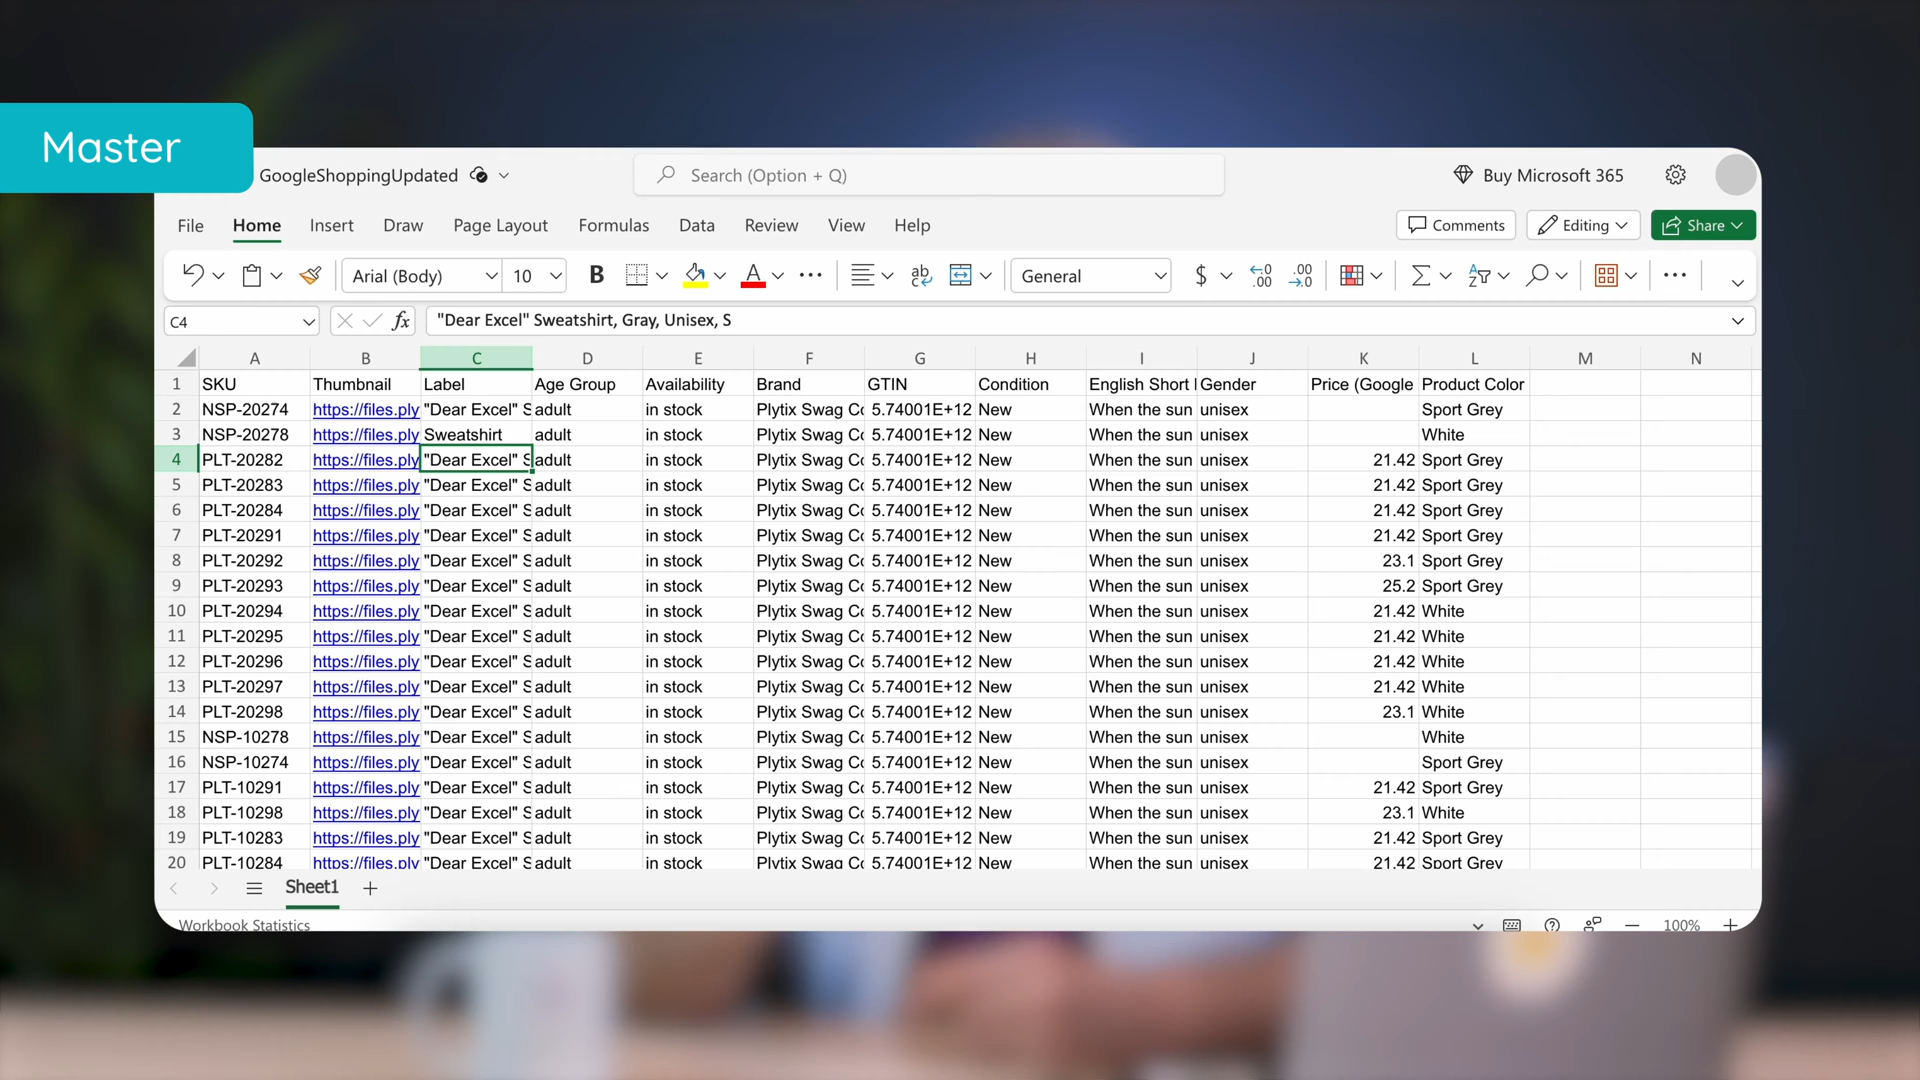 Master
GoogleShoppingUpdated
Search (Option + Q)
Buy Microsoft 365
File Home Insert Draw Page Layout Formulas Data Review View Help
Comments Editing Share
Arial (Body) 10 B A ab General $ .00 .00
C4 fx "Dear Excel" Sweatshirt, Gray, Unisex, S
A B C D E F G H I J K L M N
1 SKU Thumbnail Label Age Group Availability Brand GTIN Condition English Short Gender Price (Google Product Color
2 NSP-20274 https://files.ply "Dear Excel" S adult in stock Plytix Swag Co 5.74001E+12 New When the sun unisex Sport Grey
3 NSP-20278 https://files.ply Sweatshirt adult in stock Plytix Swag Co 5.74001E+12 New When the sun unisex White
4 PLT-20282 https://files.ply "Dear Excel" S adult in stock Plytix Swag Co 5.74001E+12 New When the sun unisex 21.42 Sport Grey
5 PLT-20283 https://files.ply "Dear Excel" S adult in stock Plytix Swag Co 5.74001E+12 New When the sun unisex 21.42 Sport Grey
6 PLT-20284 https://files.ply "Dear Excel" S adult in stock Plytix Swag Co 5.74001E+12 New When the sun unisex 21.42 Sport Grey
7 PLT-20291 https://files.ply "Dear Excel" S adult in stock Plytix Swag Co 5.74001E+12 New When the sun unisex 21.42 Sport Grey
8 PLT-20292 https://files.ply "Dear Excel" S adult in stock Plytix Swag Co 5.74001E+12 New When the sun unisex 23.1 Sport Grey
9 PLT-20293 https://files.ply "Dear Excel" S adult in stock Plytix Swag Co 5.74001E+12 New When the sun unisex 25.2 Sport Grey
10 PLT-20294 https://files.ply "Dear Excel" S adult in stock Plytix Swag Co 5.74001E+12 New When the sun unisex 21.42 White
11 PLT-20295 https://files.ply "Dear Excel" S adult in stock Plytix Swag Co 5.74001E+12 New When the sun unisex 21.42 White
12 PLT-20296 https://files.ply "Dear Excel" S adult in stock Plytix Swag Co 5.74001E+12 New When the sun unisex 21.42 White
13 PLT-20297 https://files.ply "Dear Excel" S adult in stock Plytix Swag Co 5.74001E+12 New When the sun unisex 21.42 White
14 PLT-20298 https://files.ply "Dear Excel" S adult in stock Plytix Swag Co 5.74001E+12 New When the sun unisex 23.1 White
15 NSP-10278 https://files.ply "Dear Excel" S adult in stock Plytix Swag Co 5.74001E+12 New When the sun unisex White
16 NSP-10274 https://files.ply "Dear Excel" S adult in stock Plytix Swag Co 5.74001E+12 New When the sun unisex Sport Grey
17 PLT-10291 https://files.ply "Dear Excel" S adult in stock Plytix Swag Co 5.74001E+12 New When the sun unisex 21.42 Sport Grey
18 PLT-10298 https://files.ply "Dear Excel" S adult in stock Plytix Swag Co 5.74001E+12 New When the sun unisex 23.1 White
19 PLT-10283 https://files.ply "Dear Excel" S adult in stock Plytix Swag Co 5.74001E+12 New When the sun unisex 21.42 Sport Grey
20 PLT-10284 https://files.ply "Dear Excel" S adult in stock Plytix Swag Co 5.74001E+12 New When the sun unisex 21.42 Sport Grey
Sheet1
Workbook Statistics 100%